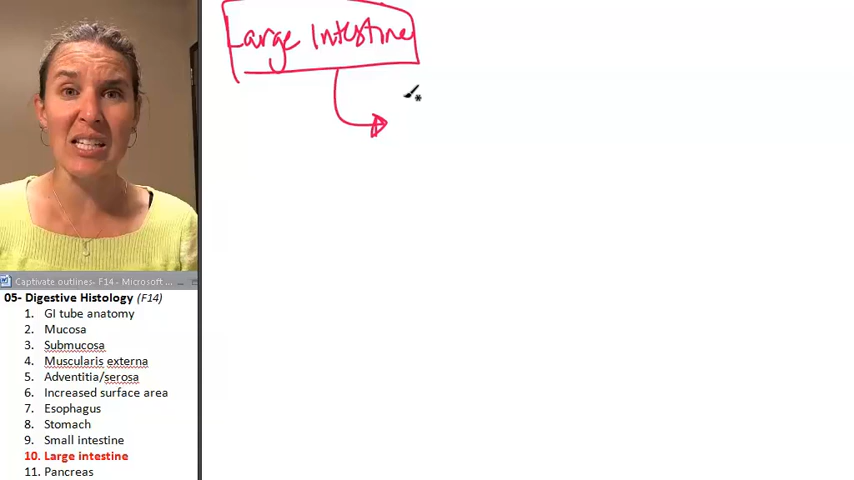 Large Intestine
Captivate outlines- F14 - Microsoft ...
05- Digestive Histology (F14)
1. GI tube anatomy
2. Mucosa
3. Submucosa
4. Muscularis externa
5. Adventitia/serosa
6. Increased surface area
7. Esophagus
8. Stomach
9. Small intestine
10. Large intestine
11. Pancreas